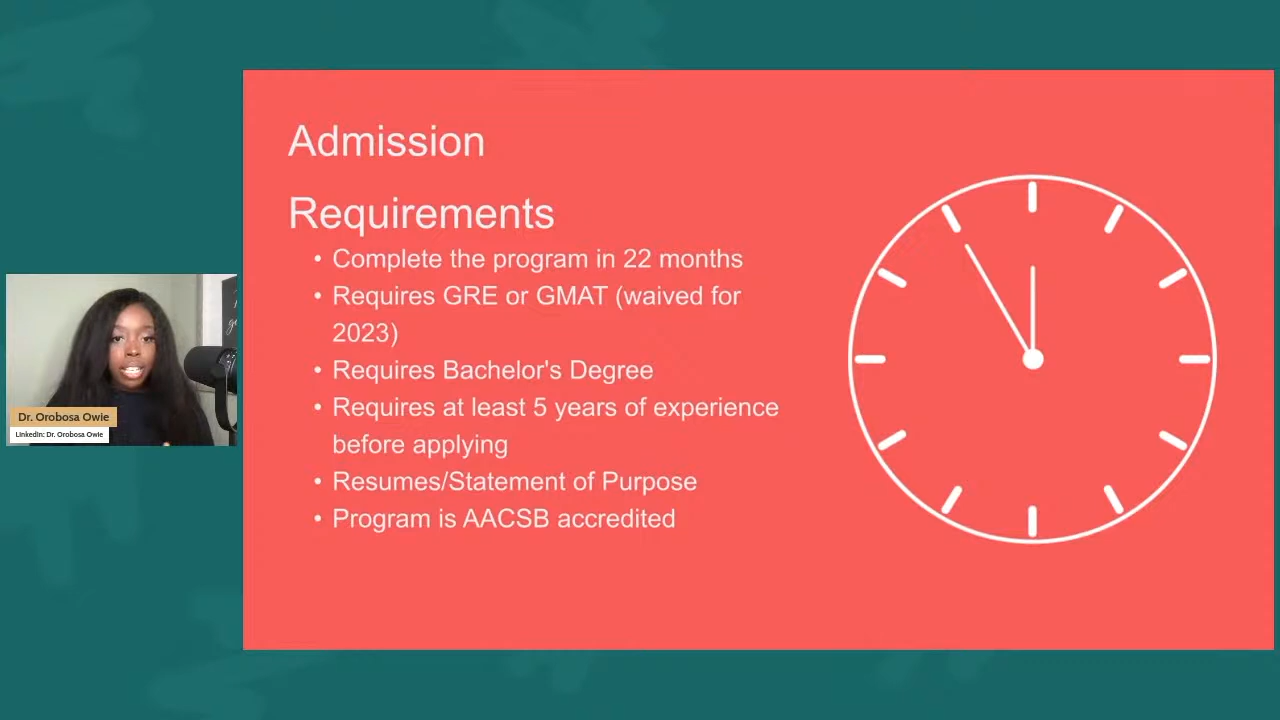 Admission
Requirements
• Complete the program in 22 months
• Requires GRE or GMAT (waived for
2023)
• Requires Bachelor's Degree
• Requires at least 5 years of experience
before applying
• Resumes/Statement of Purpose
• Program is AACSB accredited
Dr. Orobosa Owie
LinkedIn: Dr. Orobosa Owie